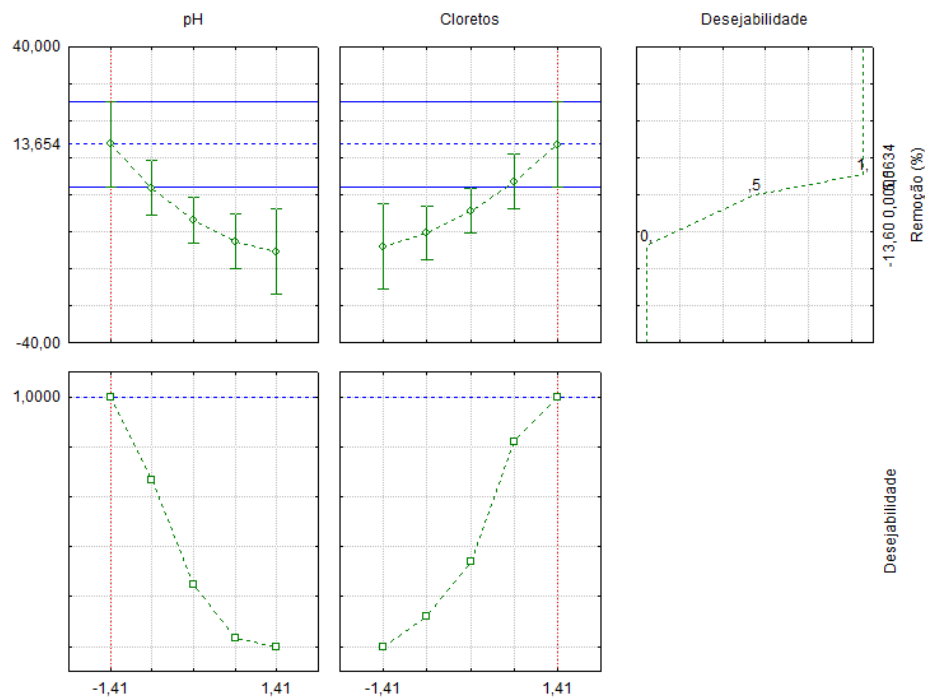 pH
Cloretos
Desejabilidade
40,000
13,654
-40,00
0,
,5
1,
-13,60
Remoção (%)
1,0000
Desejabilidade
-1,41
1,41
-1,41
1,41